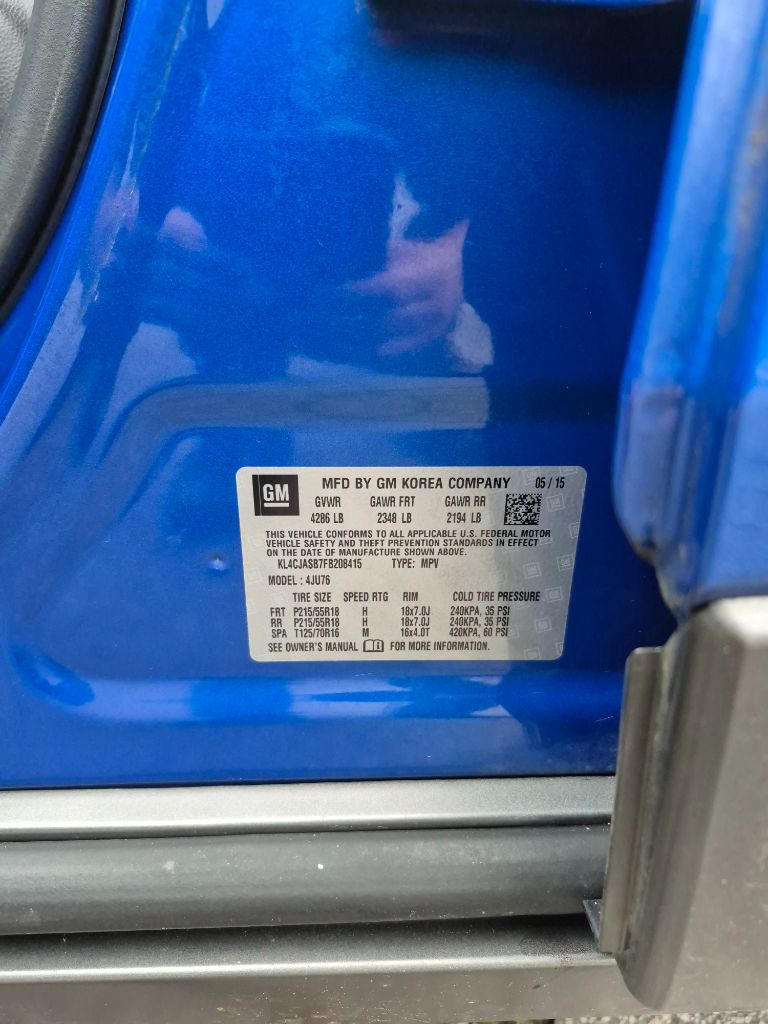 GM
MFD BY GM KOREA COMPANY 05 / 15
GVWR GAWR FRT GAWR RR
4286 LB 2348 LB 2194 LB
THIS VEHICLE CONFORMS TO ALL APPLICABLE U.S. FEDERAL MOTOR
VEHICLE SAFETY AND THEFT PREVENTION STANDARDS IN EFFECT
ON THE DATE OF MANUFACTURE SHOWN ABOVE.
KL4CJASB7FB208415 TYPE: MPV
MODEL : 4JU76
TIRE SIZE SPEED RTG RIM COLD TIRE PRESSURE
FRT P215/55R18 H 18x7.0J 240KPA, 35 PSI
RR P215/55R18 H 18x7.0J 240KPA, 35 PSI
SPA T125/70R16 M 16x4.0T 420KPA, 60 PSI
SEE OWNER'S MANUAL FOR MORE INFORMATION.